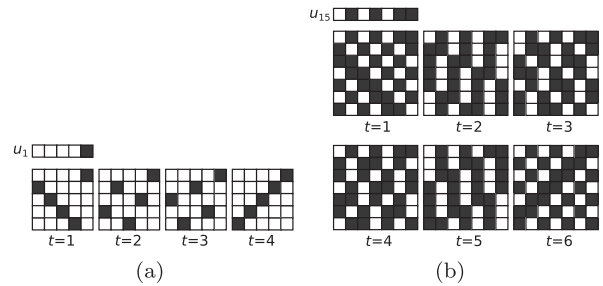 u₁₅
t=1 t=2 t=3
u₁
t=1 t=2 t=3 t=4
t=4 t=5 t=6
(a) (b)